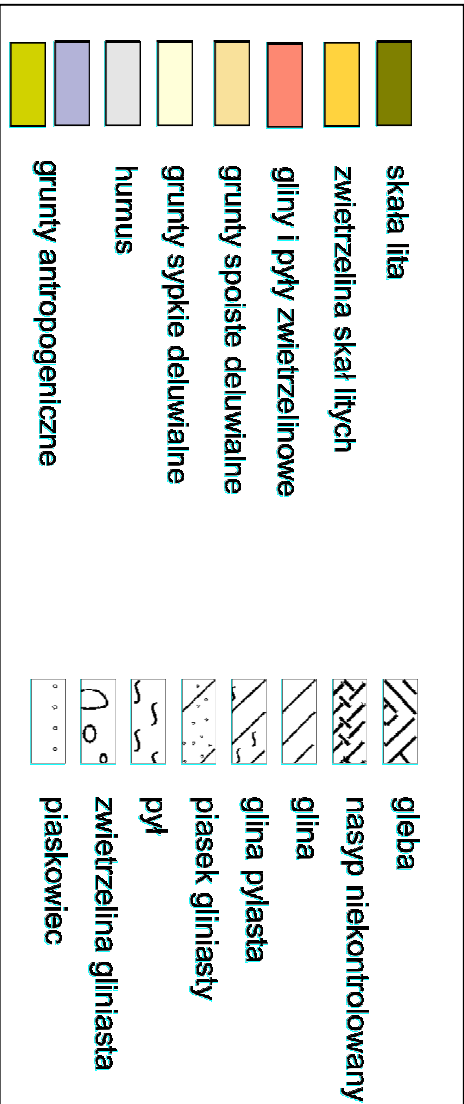 skała lita
zwietrzelina skał litych
gliny i pyły zwietrzelinowe
grunty spoiste deluwialne
grunty sypkie deluwialne
humus
grunty antropogeniczne
gleba
nasyp niekontrolowany
glina
glina pylasta
piasek gliniasty
pył
zwietrzelina gliniasta
piaskowiec